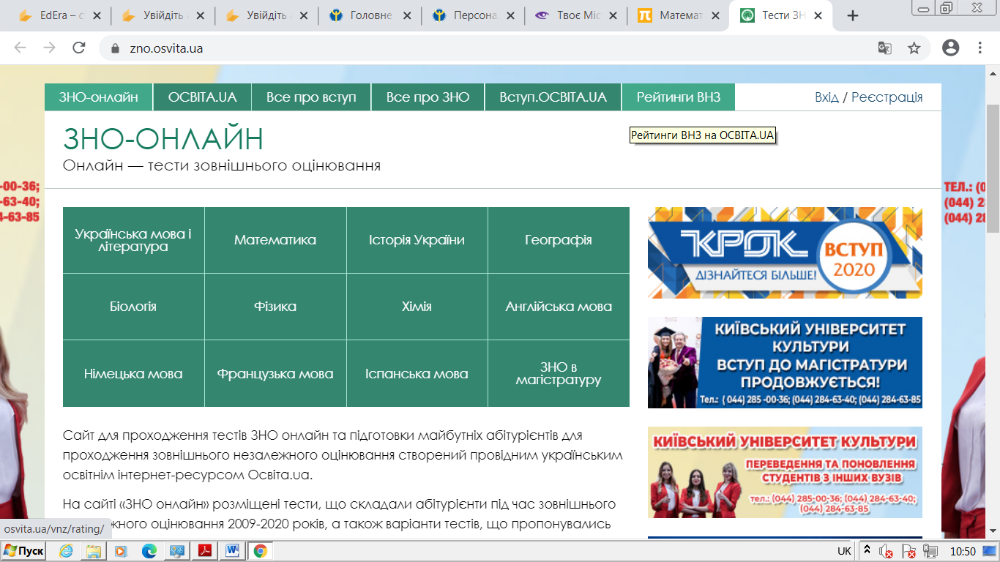 EdEra – с
Увійдіть
Увійдіть
Головне
Персона
Твоє Міс
Математ
Тести ЗН
zno.osvita.ua
ЗНО-онлайн
ОСВІТА.UA
Все про вступ
Все про ЗНО
Вступ.ОСВІТА.UA
Рейтинги ВНЗ
Вхід / Реєстрація
Рейтинги ВНЗ на ОСВІТА.UA
ЗНО-ОНЛАЙН
Онлайн — тести зовнішнього оцінювання
-00-36;
-63-40;
4-63-85
ТЕЛ.: (0
(044) 28
(044) 28
Українська мова і
література
Математика
Історія України
Географія
Біологія
Фізика
Хімія
Англійська мова
Німецька мова
Французька мова
Іспанська мова
ЗНО в
магістратуру
КРОК
ДІЗНАЙТЕСЯ БІЛЬШЕ!
ВСТУП
2020
КИЇВСЬКИЙ УНІВЕРСИТЕТ
КУЛЬТУРИ
ВСТУП ДО МАГІСТРАТУРИ
ПРОДОВЖУЄТЬСЯ!
Тел.: ( 044) 285 -00-36; (044) 284-63-40; (044) 284-63-85
КИЇВСЬКИЙ УНІВЕРСИТЕТ КУЛЬТУРИ
ПЕРЕВЕДЕННЯ ТА ПОНОВЛЕННЯ
СТУДЕНТІВ З ІНШИХ ВУЗІВ
тел.: (044) 285-00-36; (044) 284-63-40;
(044) 284-63-85
Сайт для проходження тестів ЗНО онлайн та підготовки майбутніх абітурієнтів для
проходження зовнішнього незалежного оцінювання створений провідним українським
освітнім інтернет-ресурсом Освіта.ua.
На сайті «ЗНО онлайн» розміщені тести, що складали абітурієнти під час зовнішнього
жного оцінювання 2009-2020 років, а також варіанти тестів, що пропонувались
osvita.ua/vnz/rating/
Пуск
UK
10:50